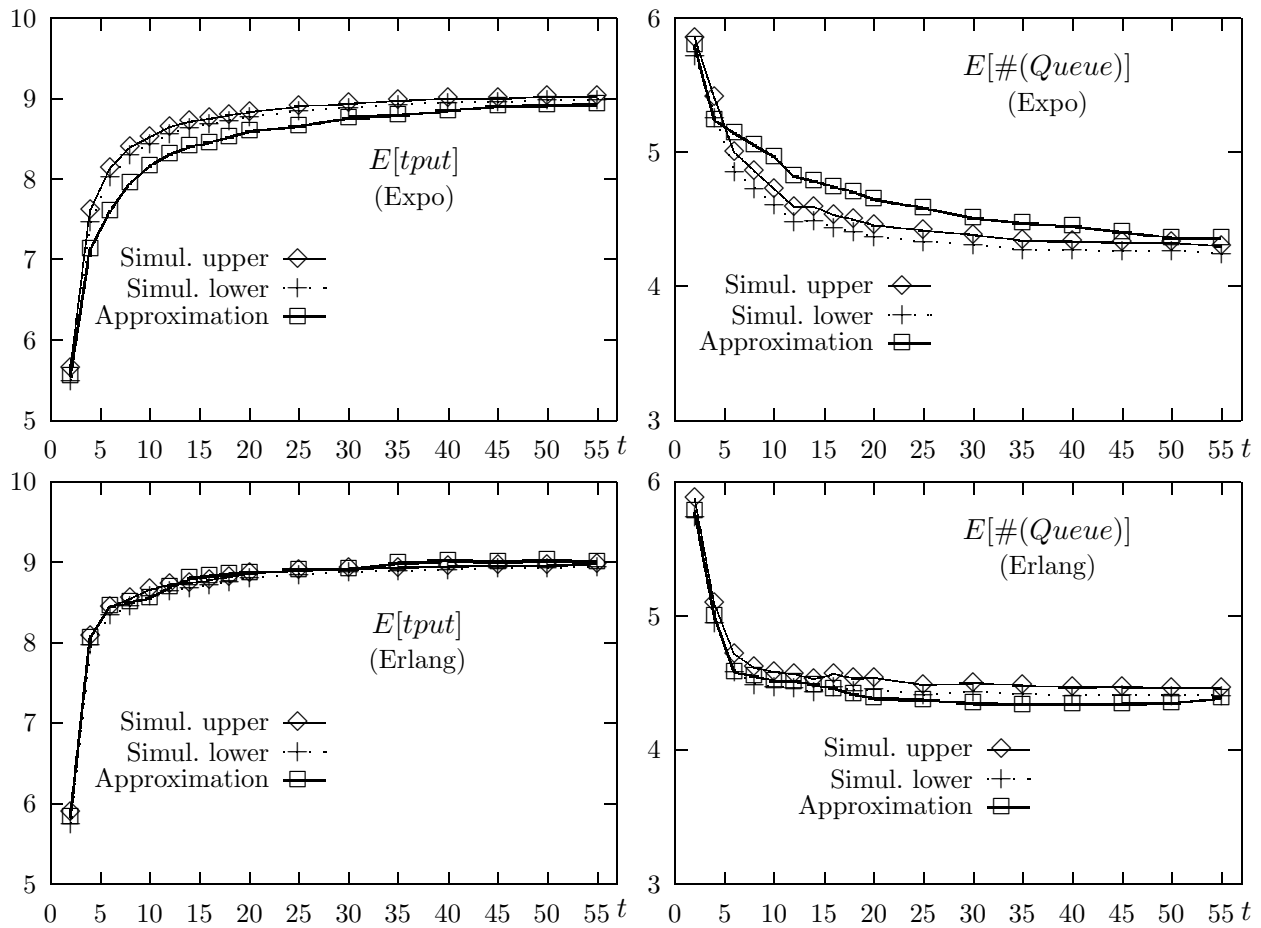 10
9
8
7
6
5
E[tput]
(Expo)
Simul. upper
Simul. lower
Approximation
0 5 10 15 20 25 30 35 40 45 50 55 t
6
5
4
3
E[#(Queue)]
(Expo)
Simul. upper
Simul. lower
Approximation
0 5 10 15 20 25 30 35 40 45 50 55 t
10
9
8
7
6
5
E[tput]
(Erlang)
Simul. upper
Simul. lower
Approximation
0 5 10 15 20 25 30 35 40 45 50 55 t
6
5
4
3
E[#(Queue)]
(Erlang)
Simul. upper
Simul. lower
Approximation
0 5 10 15 20 25 30 35 40 45 50 55 t